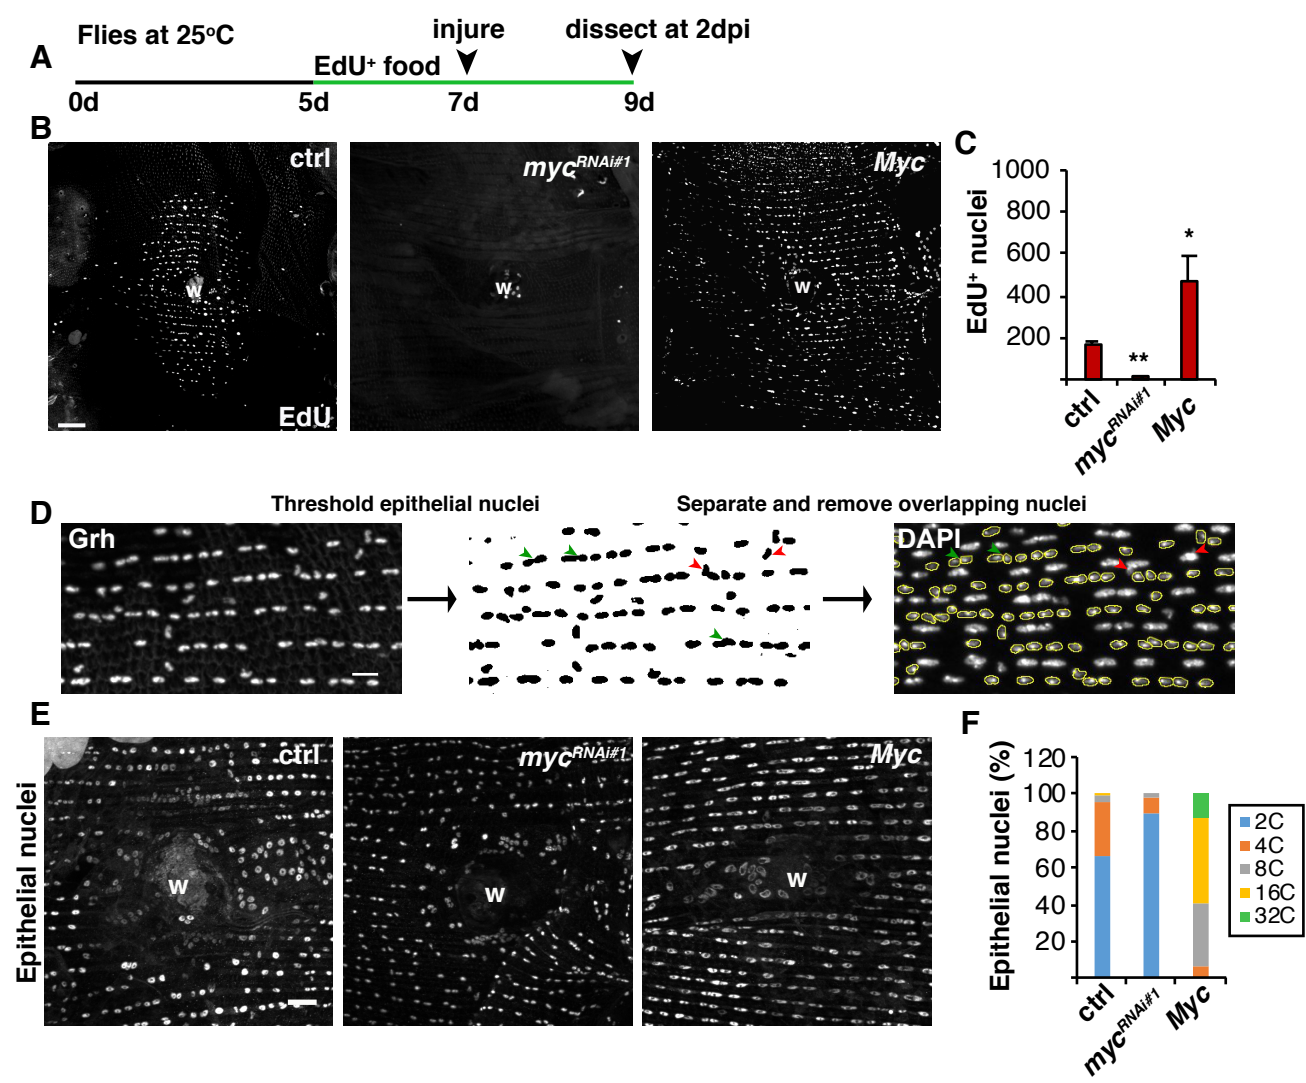 A
Flies at 25°C
injure
dissect at 2dpi
EdU⁺ food
0d
5d
7d
9d
B
ctrl
w
EdU
myc^RNAi#1
w
Myc
w
C
EdU⁺ nuclei
1000
800
600
400
200
**
*
ctrl
myc^RNAi#1
Myc
D
Threshold epithelial nuclei
Separate and remove overlapping nuclei
Grh
DAPI
E
Epithelial nuclei
ctrl
w
myc^RNAi#1
w
Myc
w
F
Epithelial nuclei (%)
120
100
80
60
40
20
ctrl
myc^RNAi#1
Myc
2C
4C
8C
16C
32C